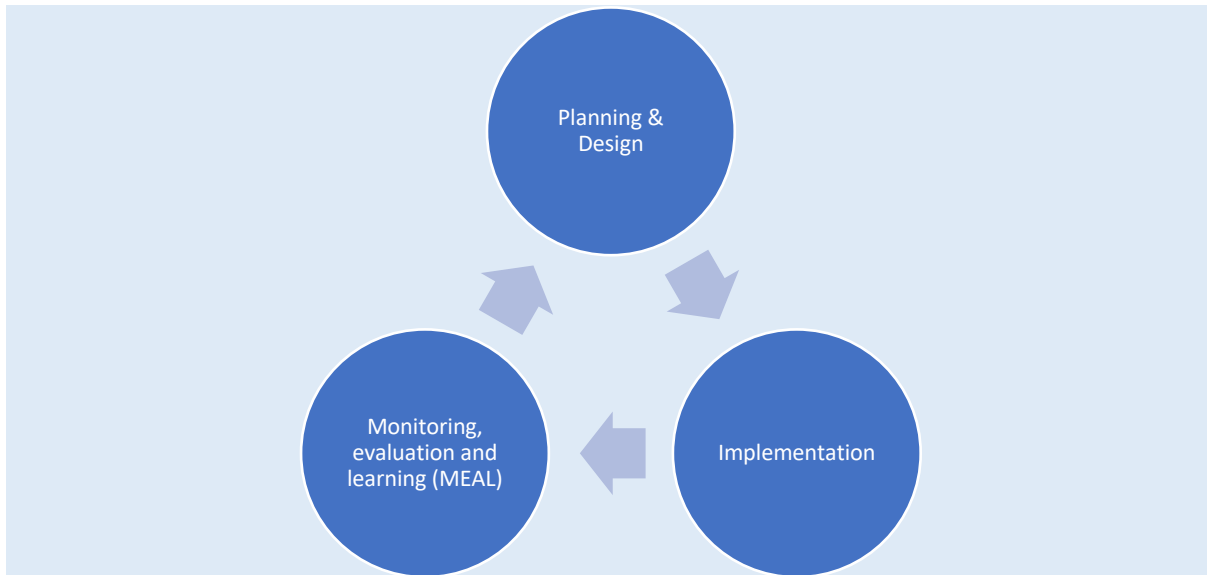 Planning &
Design
Monitoring,
evaluation and
learning (MEAL)
Implementation